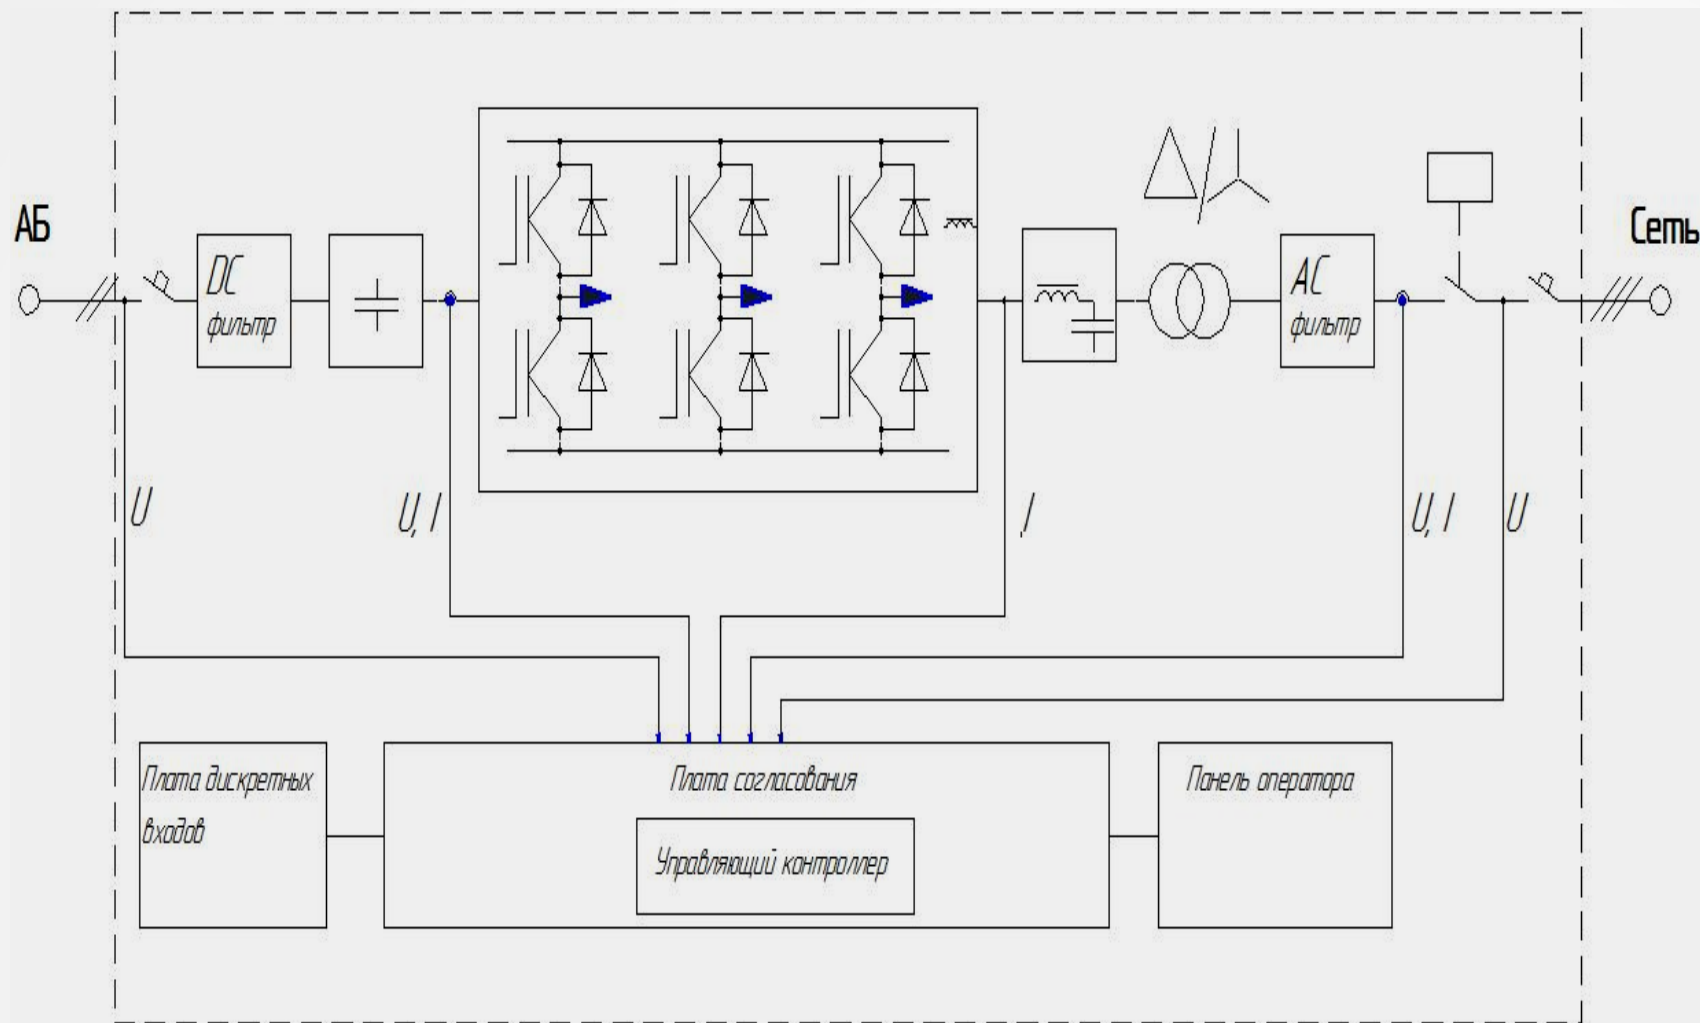 АБ
Сеть
DC
фильтр
AC
фильтр
U
U, I
I
U, I
U
Плата дискретных
входов
Плата согласования
Управляющий контроллер
Панель оператора